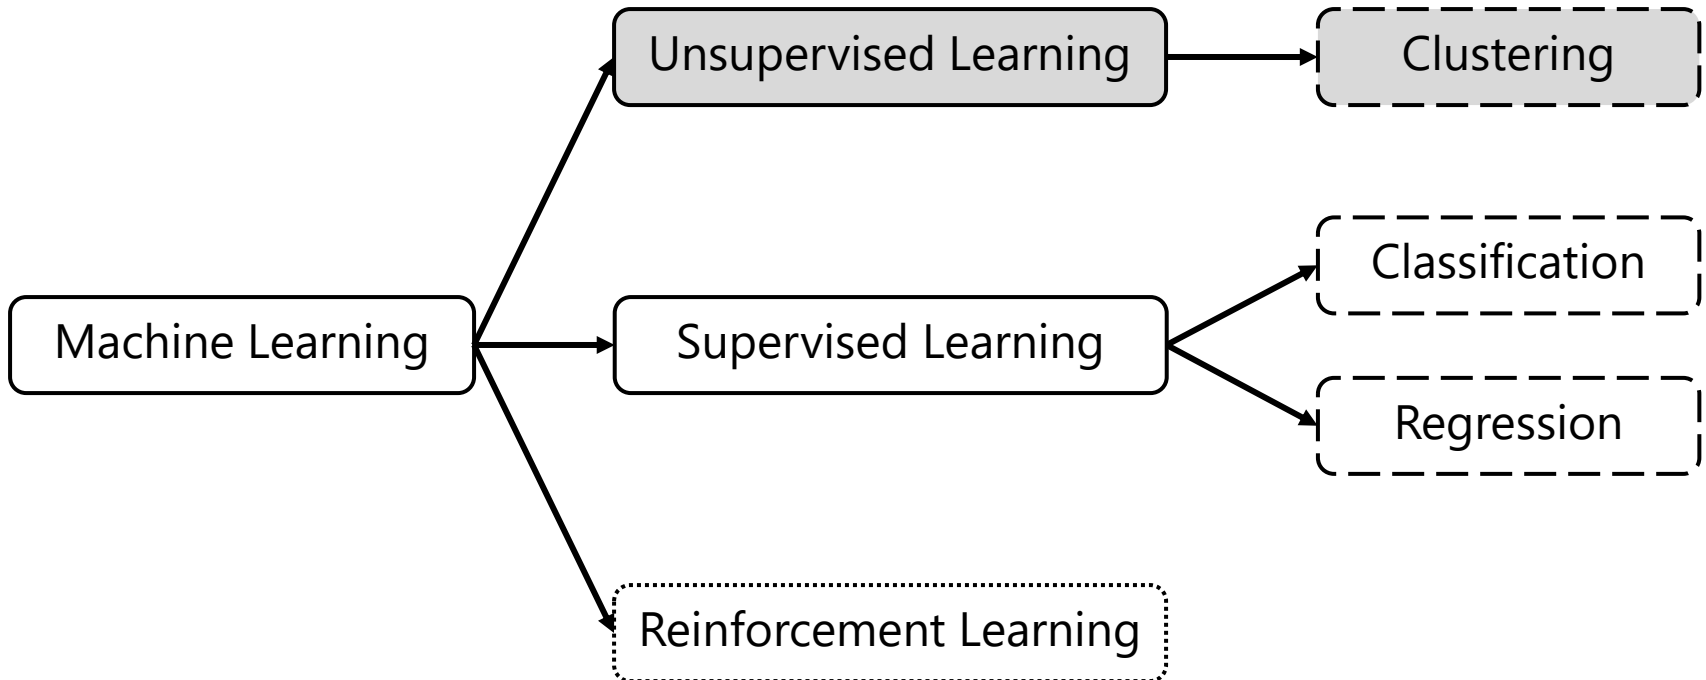 Unsupervised Learning
Clustering
Classification
Machine Learning
Supervised Learning
Regression
Reinforcement Learning